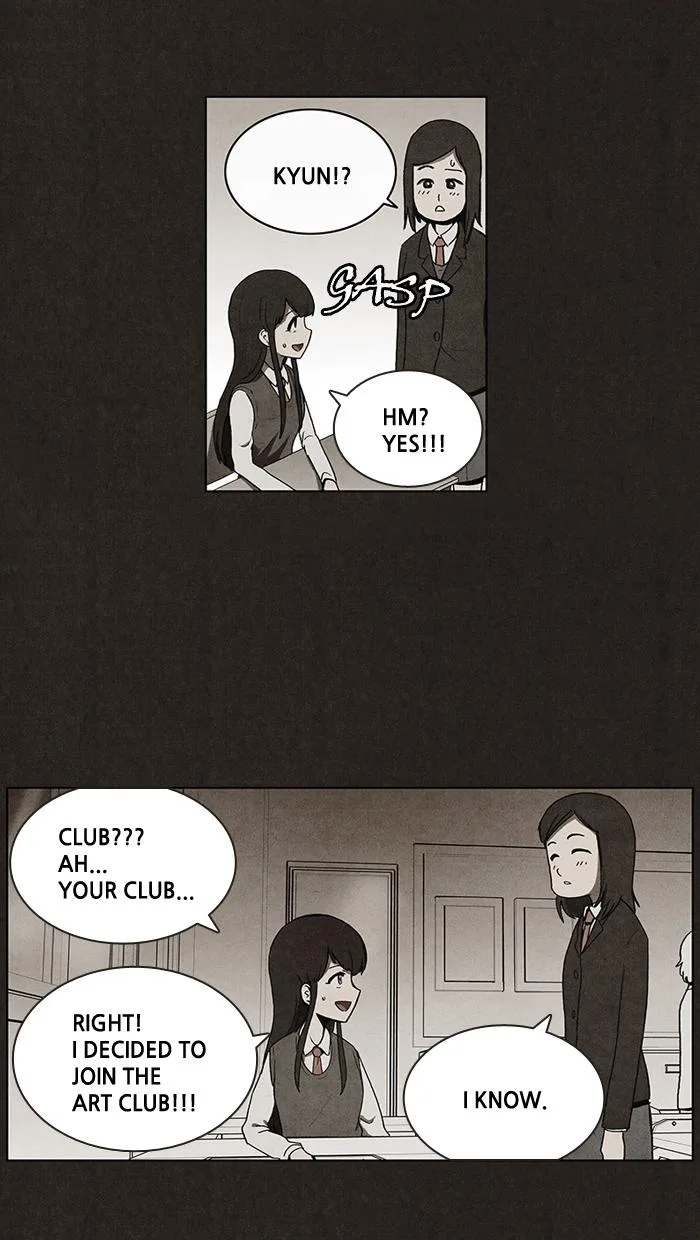 KYUN!?
GASP
HM?
YES!!!
CLUB???
AH...
YOUR CLUB...
RIGHT!
I DECIDED TO
JOIN THE
ART CLUB!!!
I KNOW.